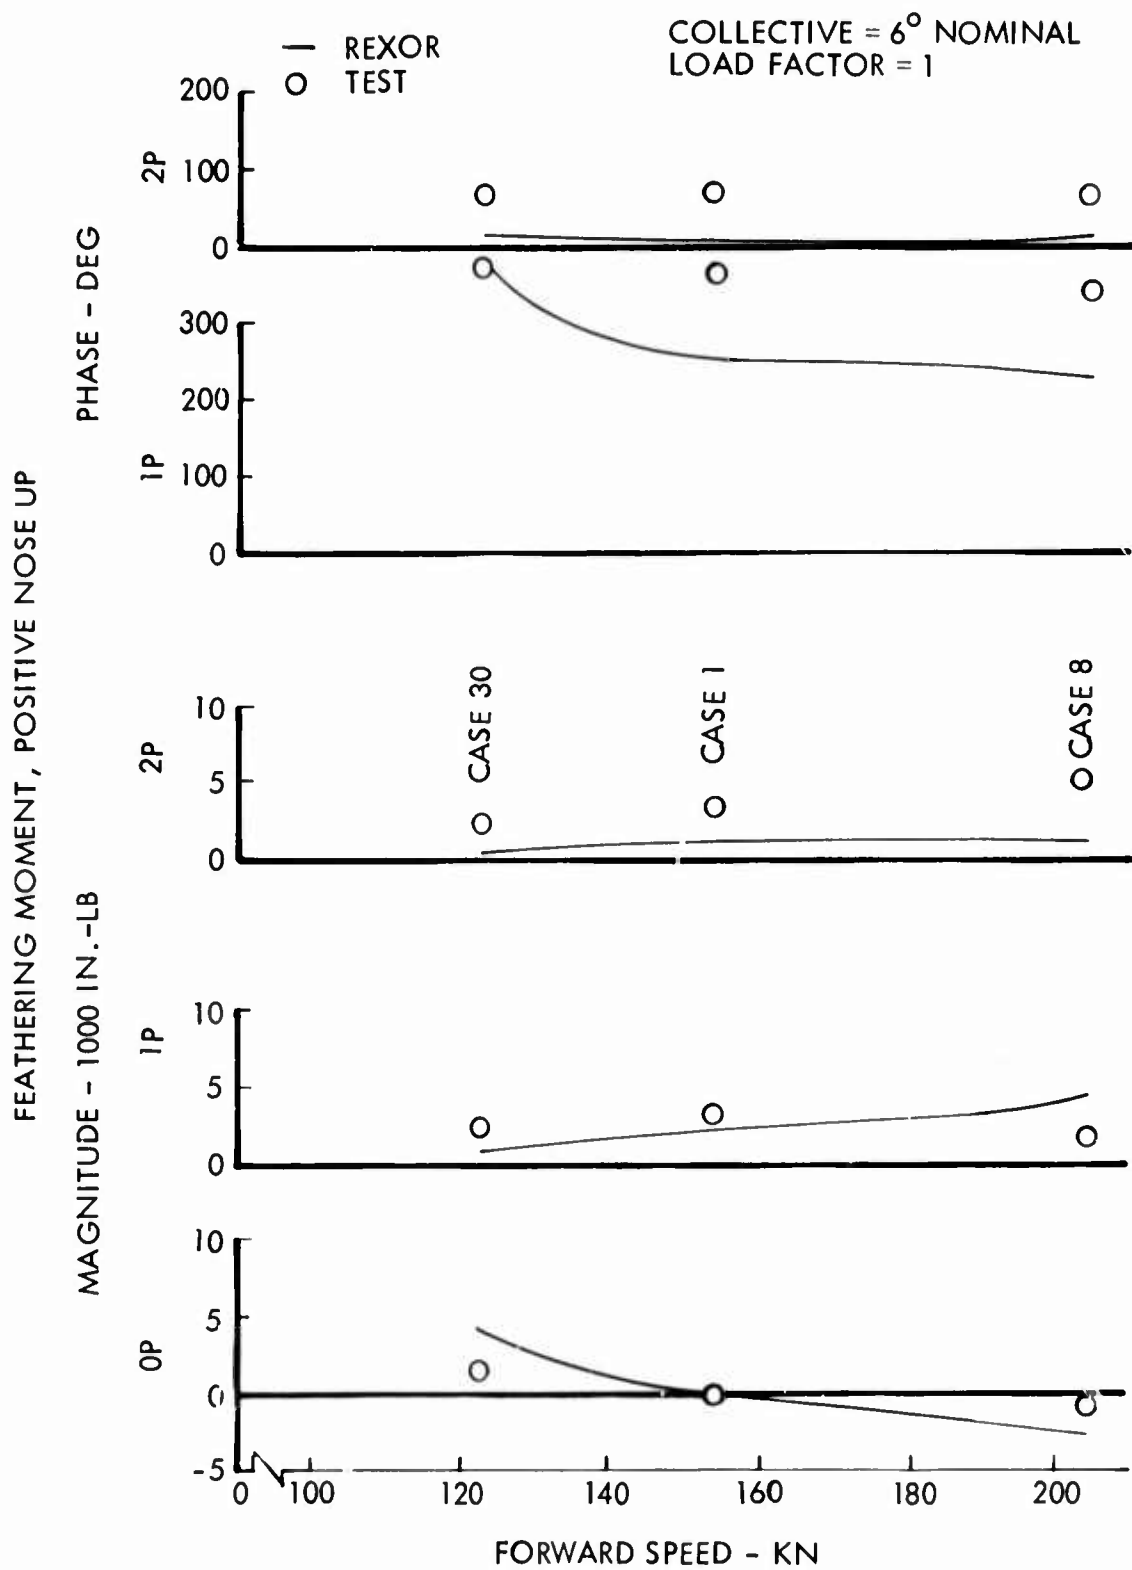 — REXOR
O TEST
COLLECTIVE = 6° NOMINAL
LOAD FACTOR = 1
FEATHERING MOMENT, POSITIVE NOSE UP
PHASE - DEG
2P
200
100
0
1P
300
200
100
0
MAGNITUDE - 1000 IN.-LB
2P
10
5
0
CASE 30
CASE 1
CASE 8
1P
10
5
0
0P
10
5
0
-5
0 100 120 140 160 180 200
FORWARD SPEED - KN